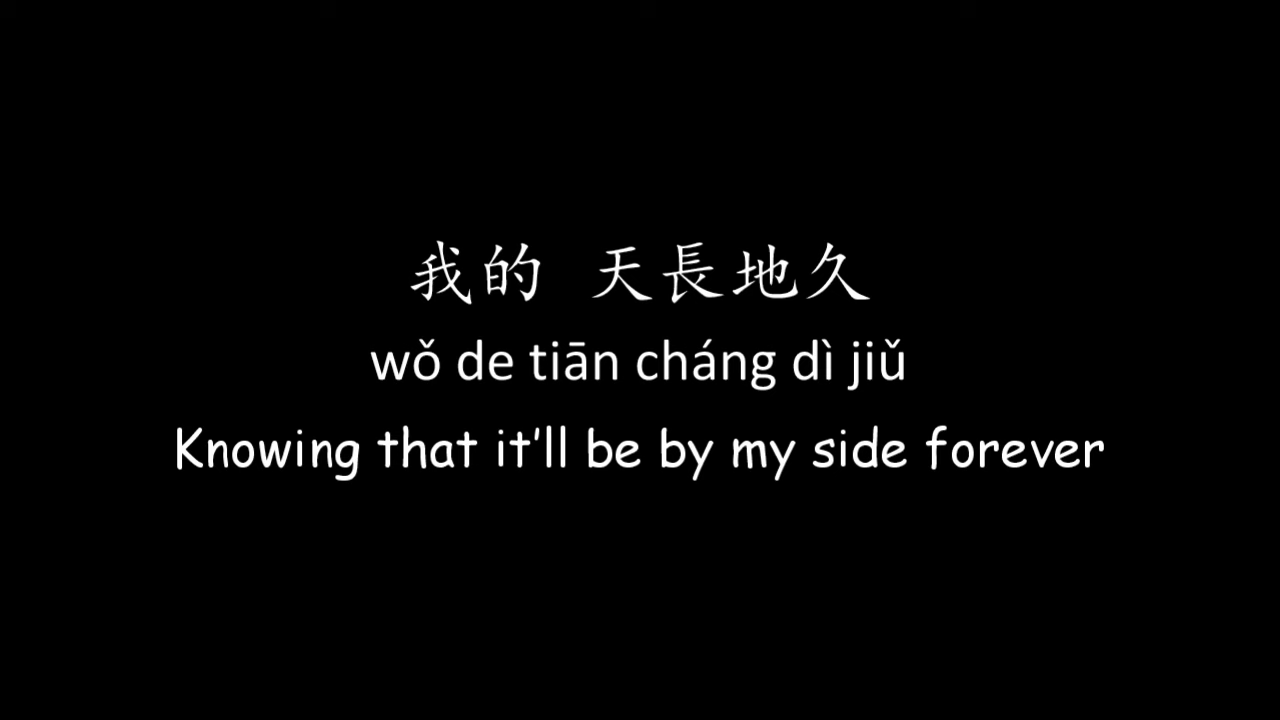 我的 天長地久
wǒ de tiān cháng dì jiǔ
Knowing that it'll be by my side forever